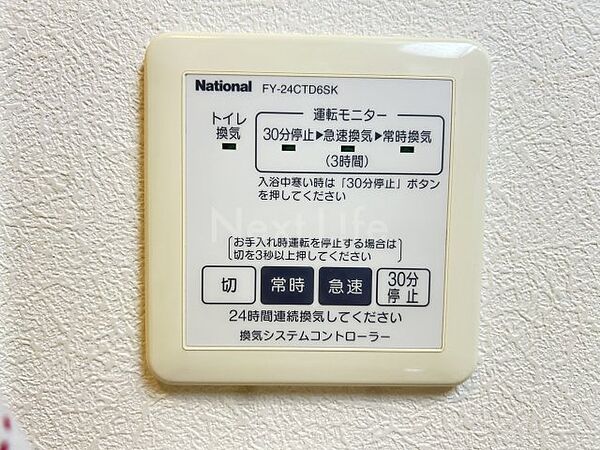 National FY-24CTD6SK
トイレ
換気
運転モニター
30分停止▶急速換気▶常時換気
(3時間)
入浴中寒い時は「30分停止」ボタン
を押してください
Next Life
お手入れ時運転を停止する場合は
切を3秒以上押してください
切 常時 急速 30分停止
24時間連続換気してください
換気システムコントローラー